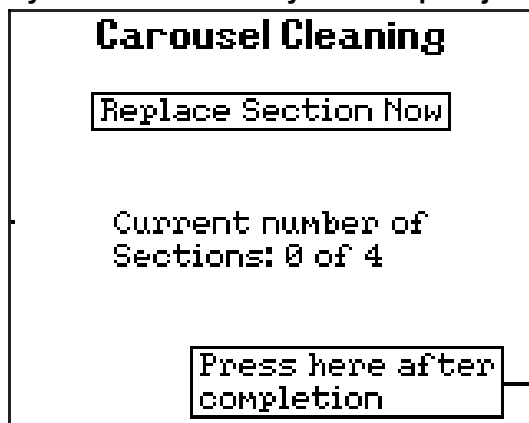 Carousel Cleaning
Replace Section Now
Current number of
Sections: 0 of 4
Press here after
completion